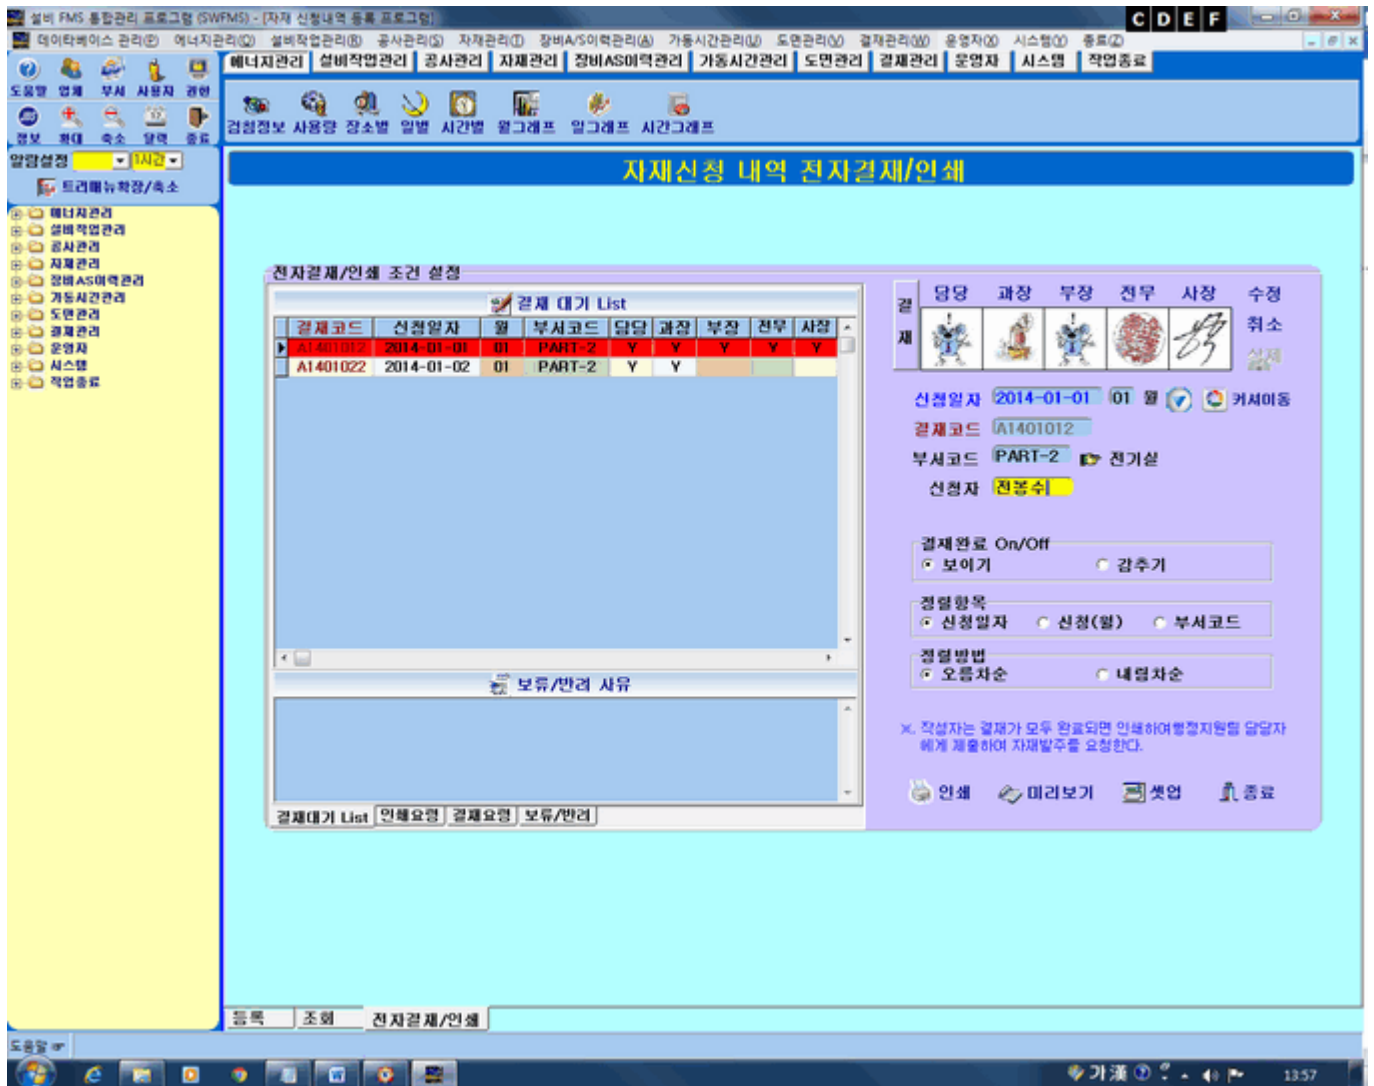 설비 FMS 통합관리 프로그램 (SWFMS) - [자재 신청내역 등록 프로그램]
C D E F
데이타베이스 관리(P) 에너지관리(Q) 설비작업관리(R) 공사관리(S) 자재관리(T) 장비A/S이력관리(A) 가동시간관리(U) 도면관리(V) 결재관리(W) 운영자(X) 시스템(Y) 종료(Z)
에너지관리 설비작업관리 공사관리 자재관리 장비AS이력관리 가동시간관리 도면관리 결재관리 운영자 시스템 작업종료
도움말 업체 부서 사용자 권한
정보 확대 축소 달력 종료
검침정보 사용량 장소별 일별 시간별 월그래프 일그래프 시간그래프
알람설정 1시간
트리메뉴확장/축소
에너지관리
설비작업관리
공사관리
자재관리
장비AS이력관리
가동시간관리
도면관리
결재관리
운영자
시스템
작업종료
자재신청 내역 전자결재/인쇄
전자결재/인쇄 조건 설정
결재 대기 List
결재코드 신청일자 월 부서코드 담당 과장 부장 전무 사장
A1401012 2014-01-01 01 PART-2 Y Y Y Y Y
A1401022 2014-01-02 01 PART-2 Y Y
보류/반려 사유
결재대기 List 인쇄요령 결재요령 보류/반려
결재 담당 과장 부장 전무 사장 수정
취소
삭제
신청일자 2014-01-01 01 월 커서이동
결재코드 A1401012
부서코드 PART-2 전기실
신청자 전봉수
결재완료 On/Off
보이기 감추기
정렬항목
신청일자 신청(월) 부서코드
정렬방법
오름차순 내림차순
※. 작성자는 결재가 모두 완료되면 인쇄하여행정지원팀 담당자
에게 제출하여 자재발주를 요청한다.
인쇄 미리보기 셋업 종료
등록 조회 전자결재/인쇄
도움말
가 漢
13:57